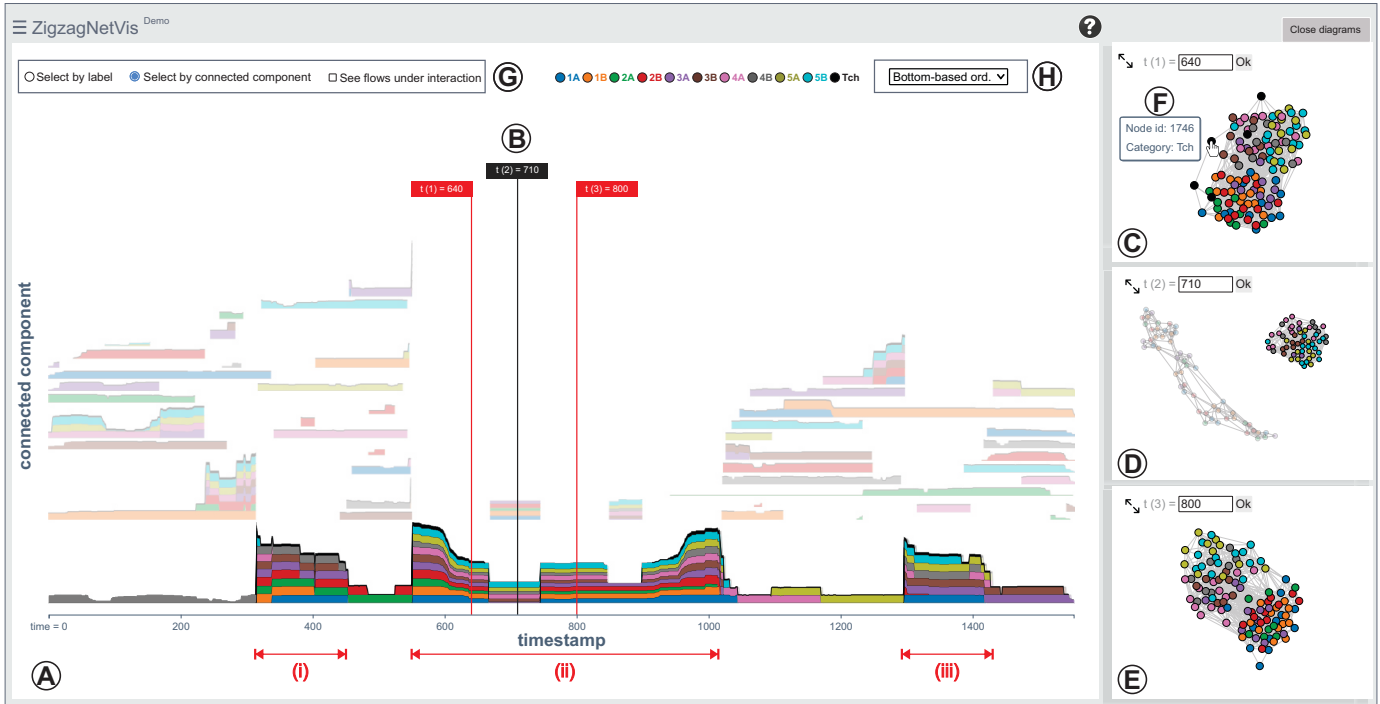 ☰ ZigzagNetVis Demo
?
Close diagrams
Select by label Select by connected component See flows under interaction
G
1A 1B 2A 2B 3A 3B 4A 4B 5A 5B Tch
Bottom-based ord.
H
B
t (2) = 710
t (1) = 640
t (3) = 800
connected component
time = 0 200 400 600 800 1000 1200 1400
timestamp
(i) (ii) (iii)
A
t (1) = 640 Ok
F
Node id: 1746
Category: Tch
C
t (2) = 710 Ok
D
t (3) = 800 Ok
E